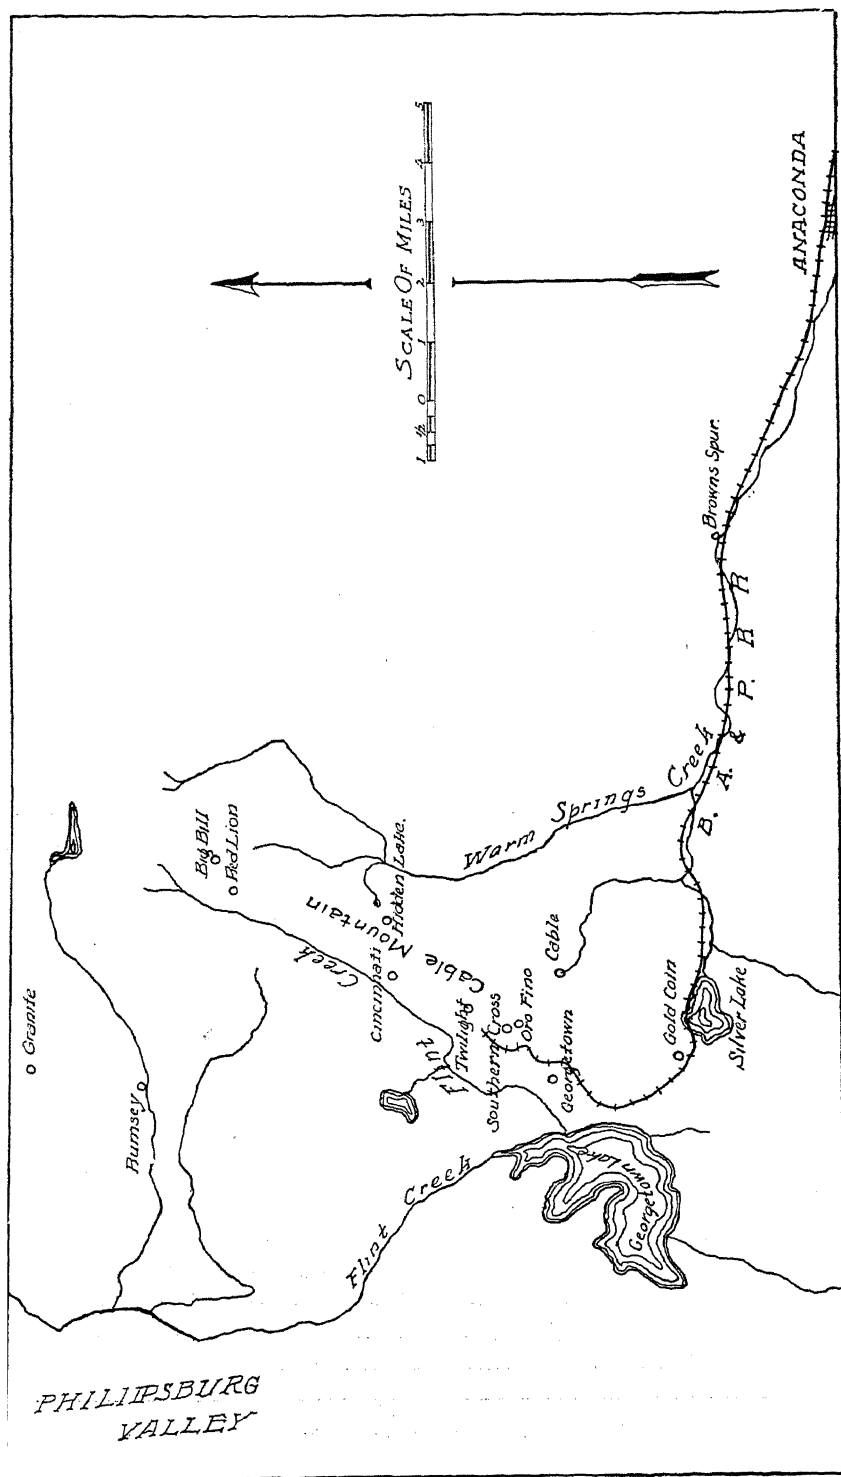 PHILIPSBURG
VALLEY
Granite
Rumsey
Big Bill
Red Lion
Flint Creek
Flint
Creek
Cincinnati
Hidden Lake.
Cable Mountain
Twilight
Southern Cross
Oro Fino
Georgetown
Cable
Georgetown Lake
Gold Coin
Silver Lake
Warm Springs Creek
B. A. & P. R R
Browns Spur.
ANACONDA
SCALE OF MILES
1 ½ 0 1 2 3 4 5